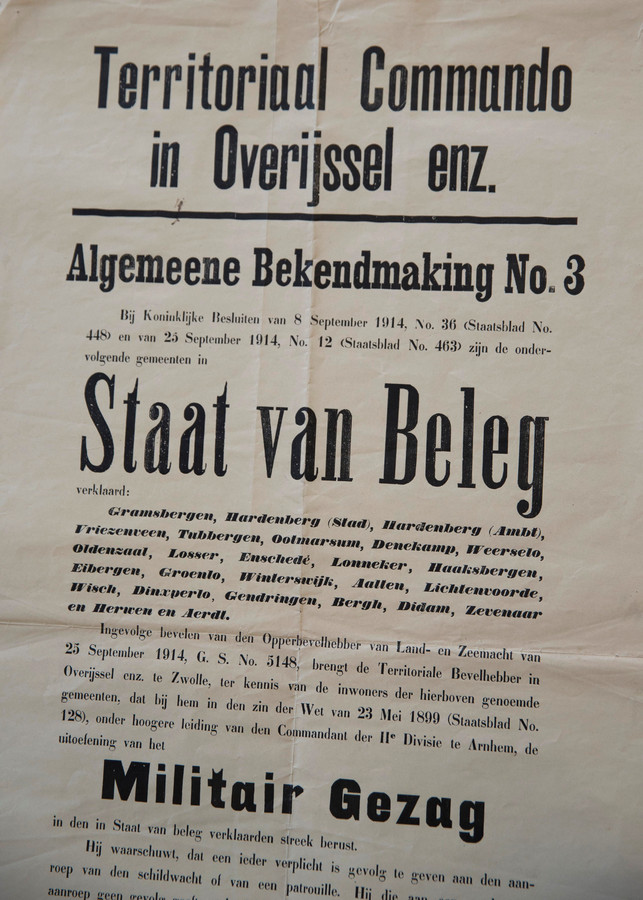 Territoriaal Commando
in Overijssel enz.
Algemeene Bekendmaking No. 3
Bij Koninklijke Besluiten van 8 September 1914, No. 36 (Staatsblad No.
448) en van 25 September 1914, No. 12 (Staatsblad No. 463) zijn de onder-
volgende gemeenten in
Staat van Beleg
verklaard:
Gramsbergen, Hardenberg (Stad), Hardenberg (Ambt),
Vriezenveen, Tubbergen, Ootmarsum, Denekamp, Weerselo,
Oldenzaal, Losser, Enschedé, Lonneker, Haaksbergen,
Eibergen, Groenlo, Winterswijk, Aalten, Lichtenvoorde,
Wisch, Dinxperlo, Gendringen, Bergh, Didam, Zevenaar
en Herwen en Aerdt.
Ingevolge bevelen van den Opperbevelhebber van Land- en Zeemacht van
25 September 1914, G. S. No. 5148, brengt de Territoriale Bevelhebber in
Overijssel enz. te Zwolle, ter kennis van de inwoners der hierboven genoemde
gemeenten, dat bij hem in den zin der Wet van 23 Mei 1899 (Staatsblad No.
128), onder hoogere leiding van den Commandant der IIe Divisie te Arnhem, de
uitoefening van het
Militair Gezag
in den in Staat van beleg verklaarden streek berust.
Hij waarschuwt, dat een ieder verplicht is gevolg te geven aan den aan-
roep van den schildwacht of van een patrouille. Hij die aan
aanroep geen